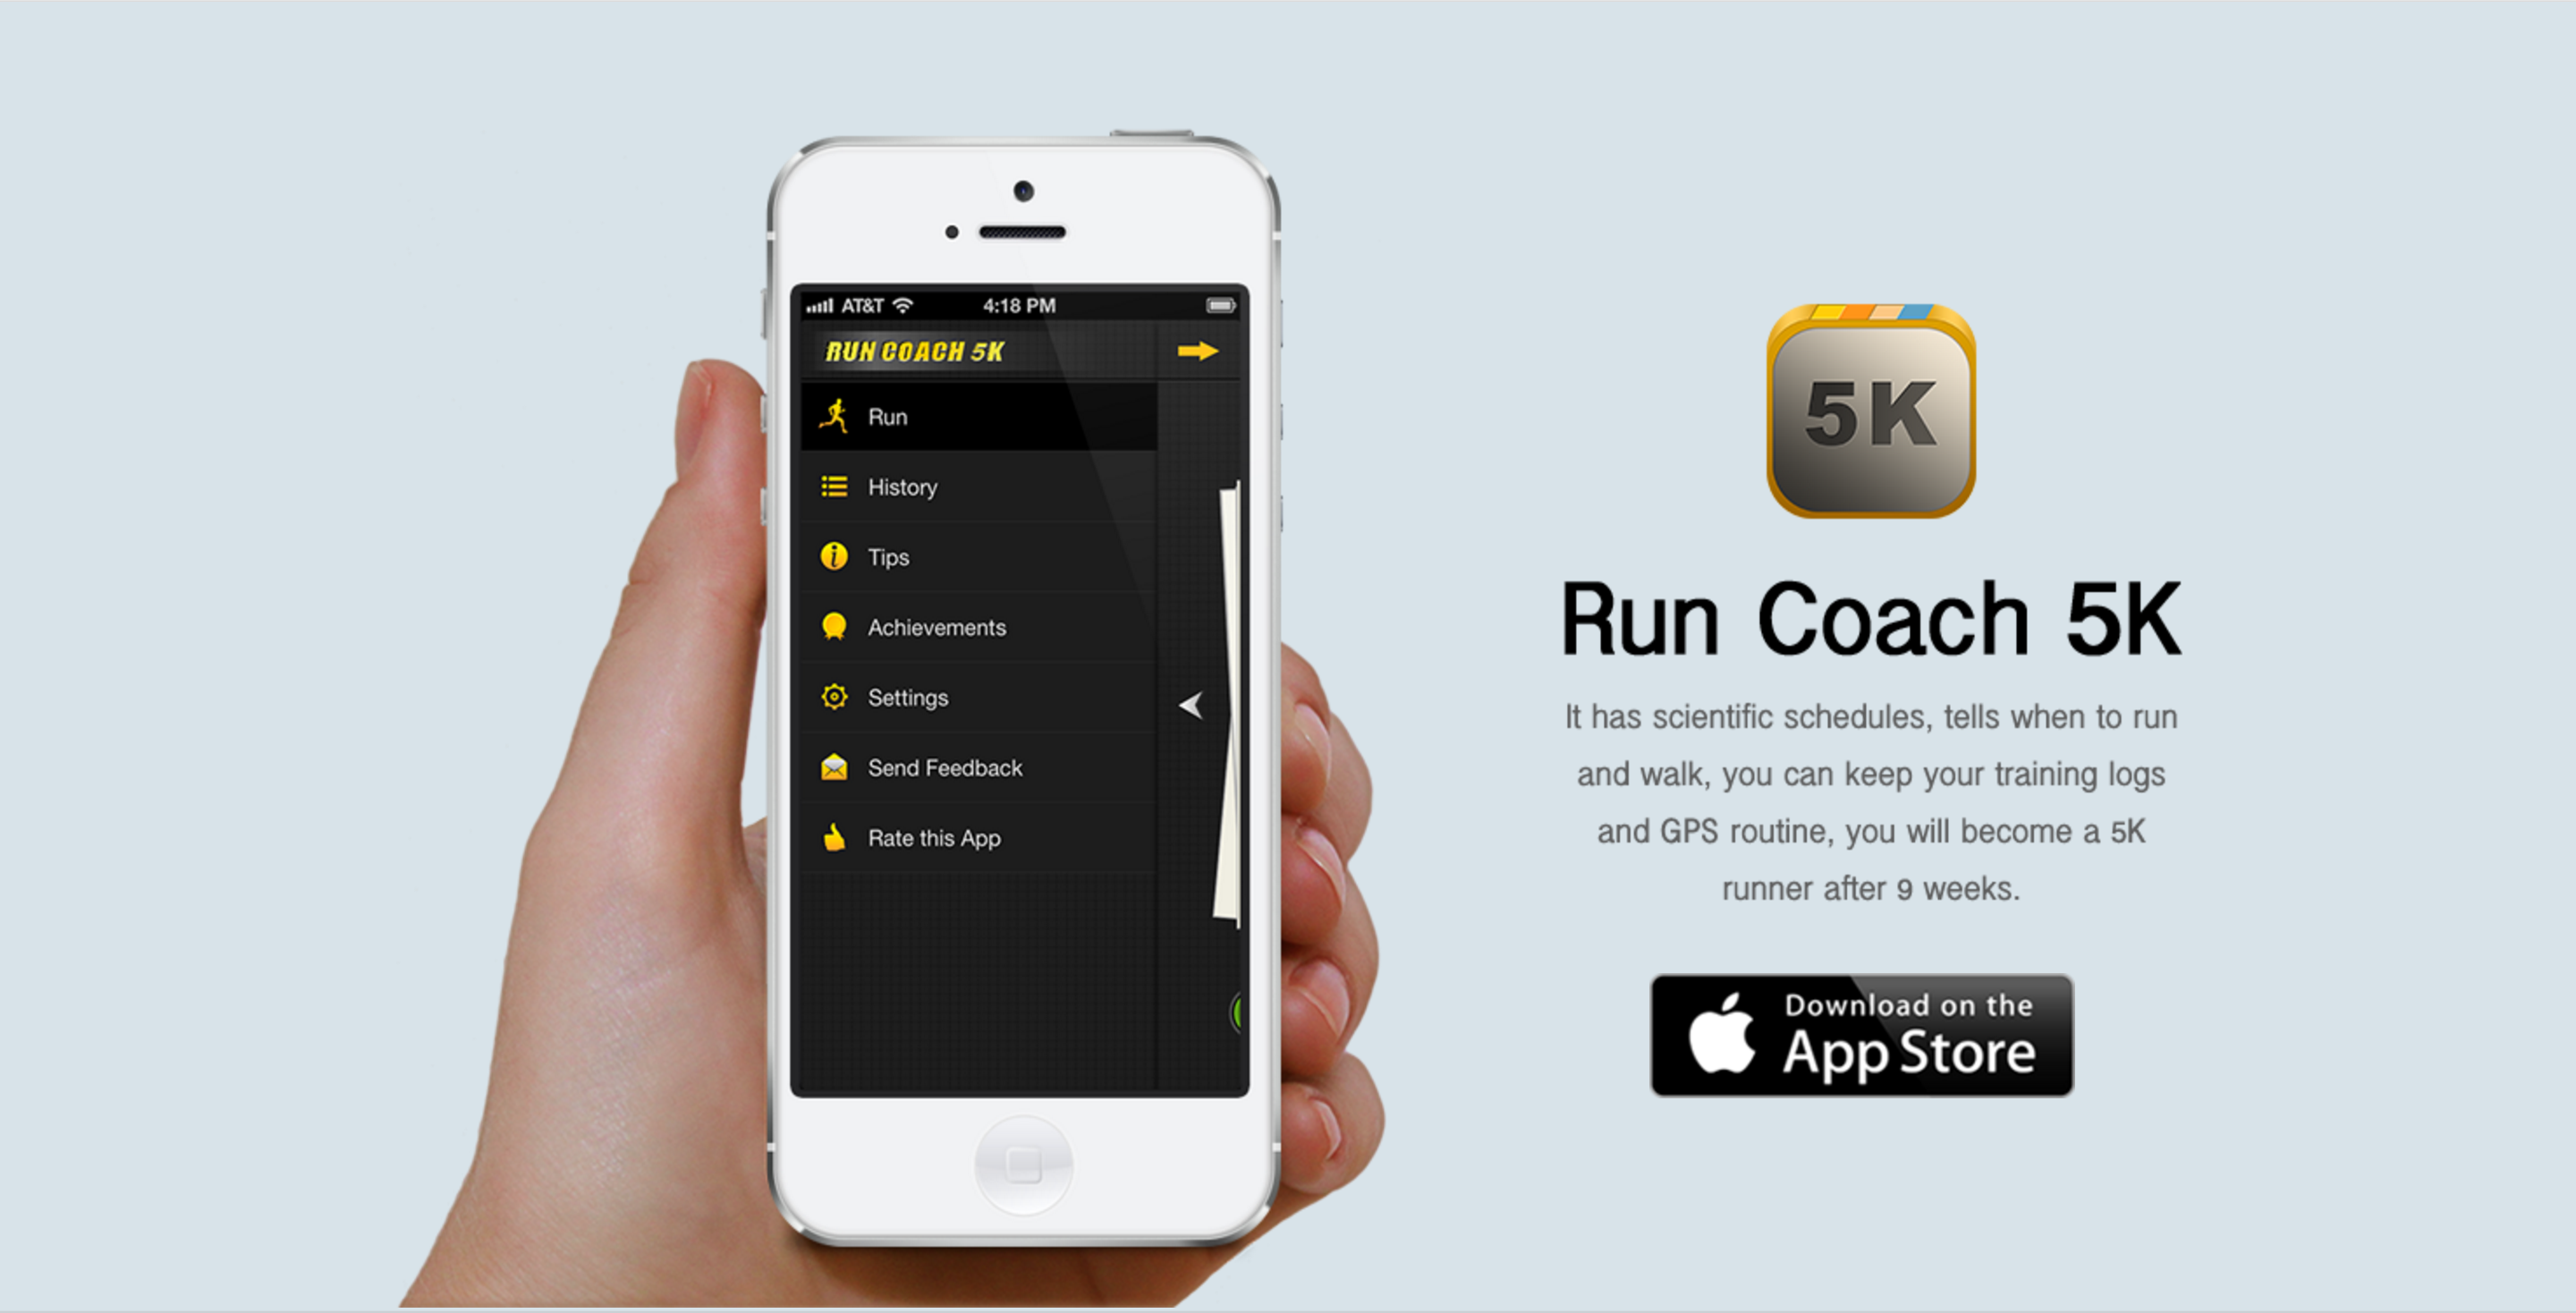 AT&T 4:18 PM
RUN COACH 5K
Run
History
Tips
Achievements
Settings
Send Feedback
Rate this App
5K
Run Coach 5K
It has scientific schedules, tells when to run
and walk, you can keep your training logs
and GPS routine, you will become a 5K
runner after 9 weeks.
Download on the
App Store